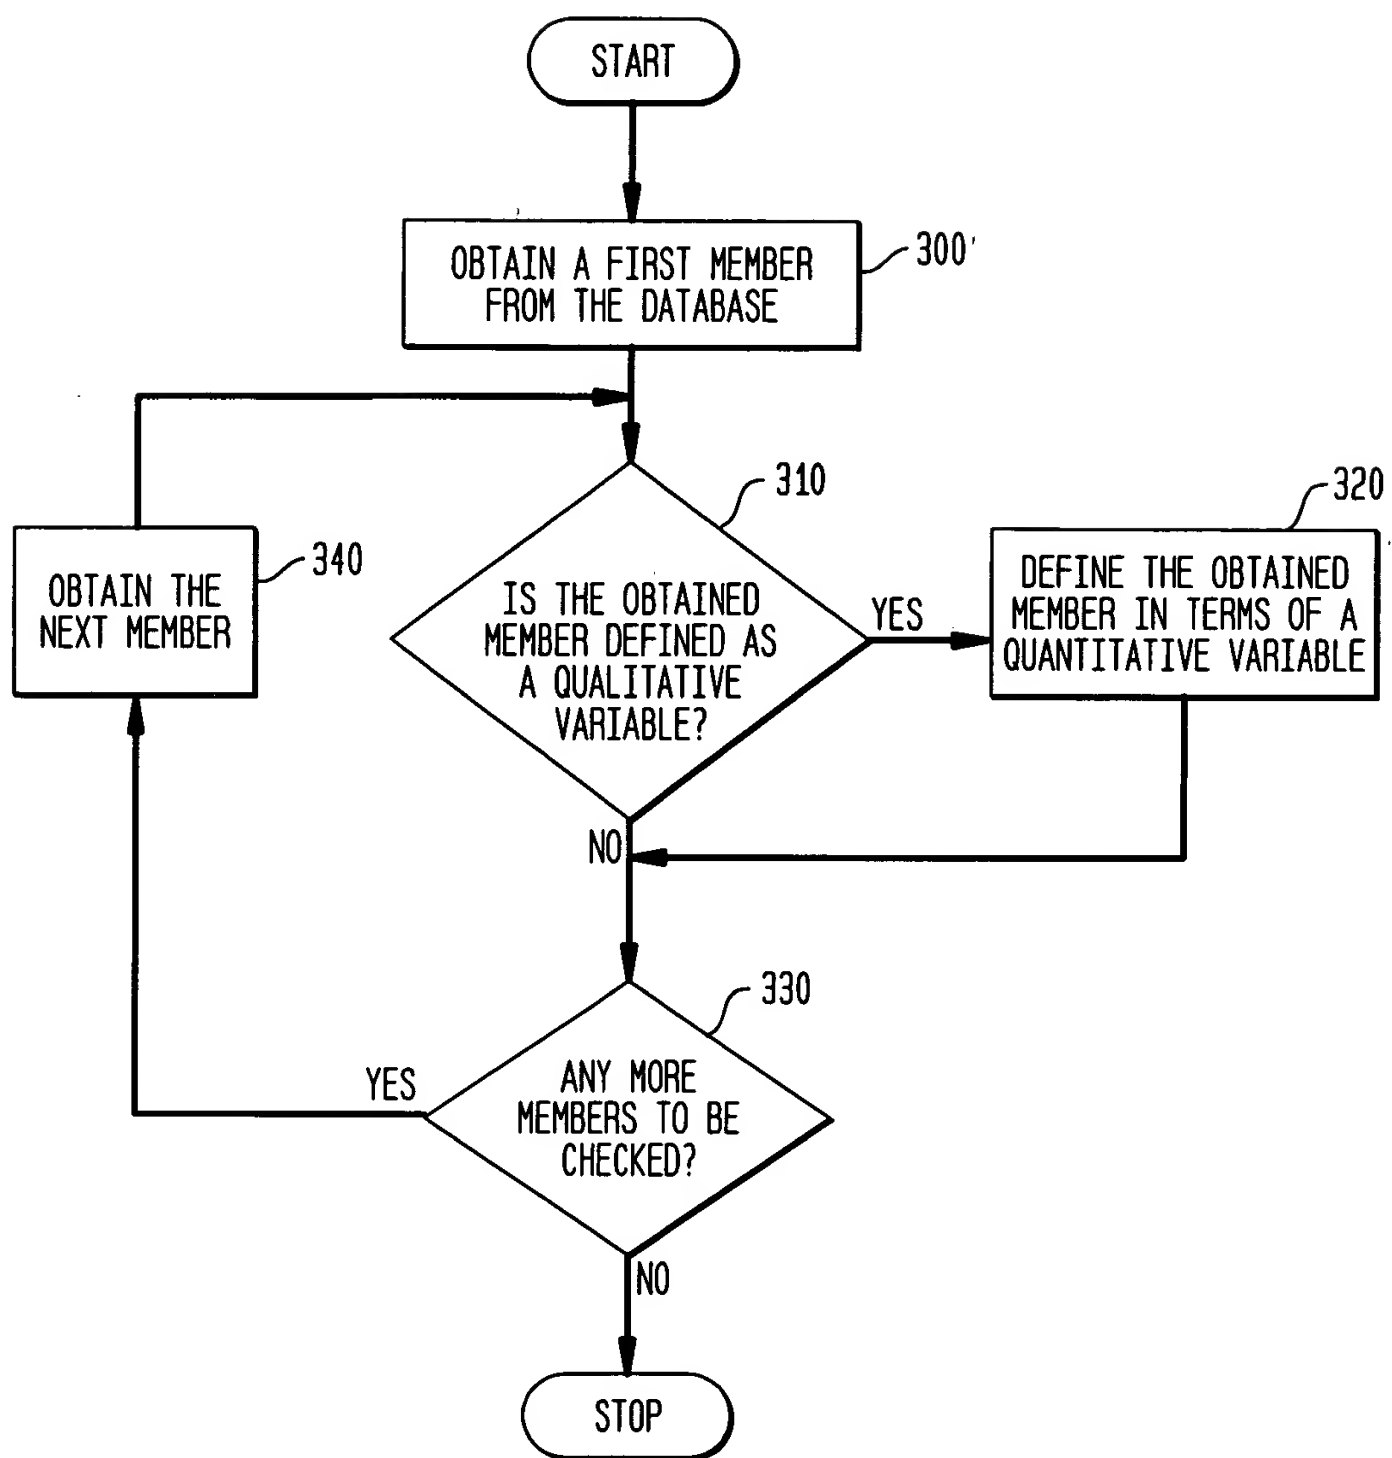 START
OBTAIN A FIRST MEMBER
FROM THE DATABASE
300'
310
IS THE OBTAINED
MEMBER DEFINED AS
A QUALITATIVE
VARIABLE?
YES
320
DEFINE THE OBTAINED
MEMBER IN TERMS OF A
QUANTITATIVE VARIABLE
340
OBTAIN THE
NEXT MEMBER
NO
330
ANY MORE
MEMBERS TO BE
CHECKED?
YES
NO
STOP